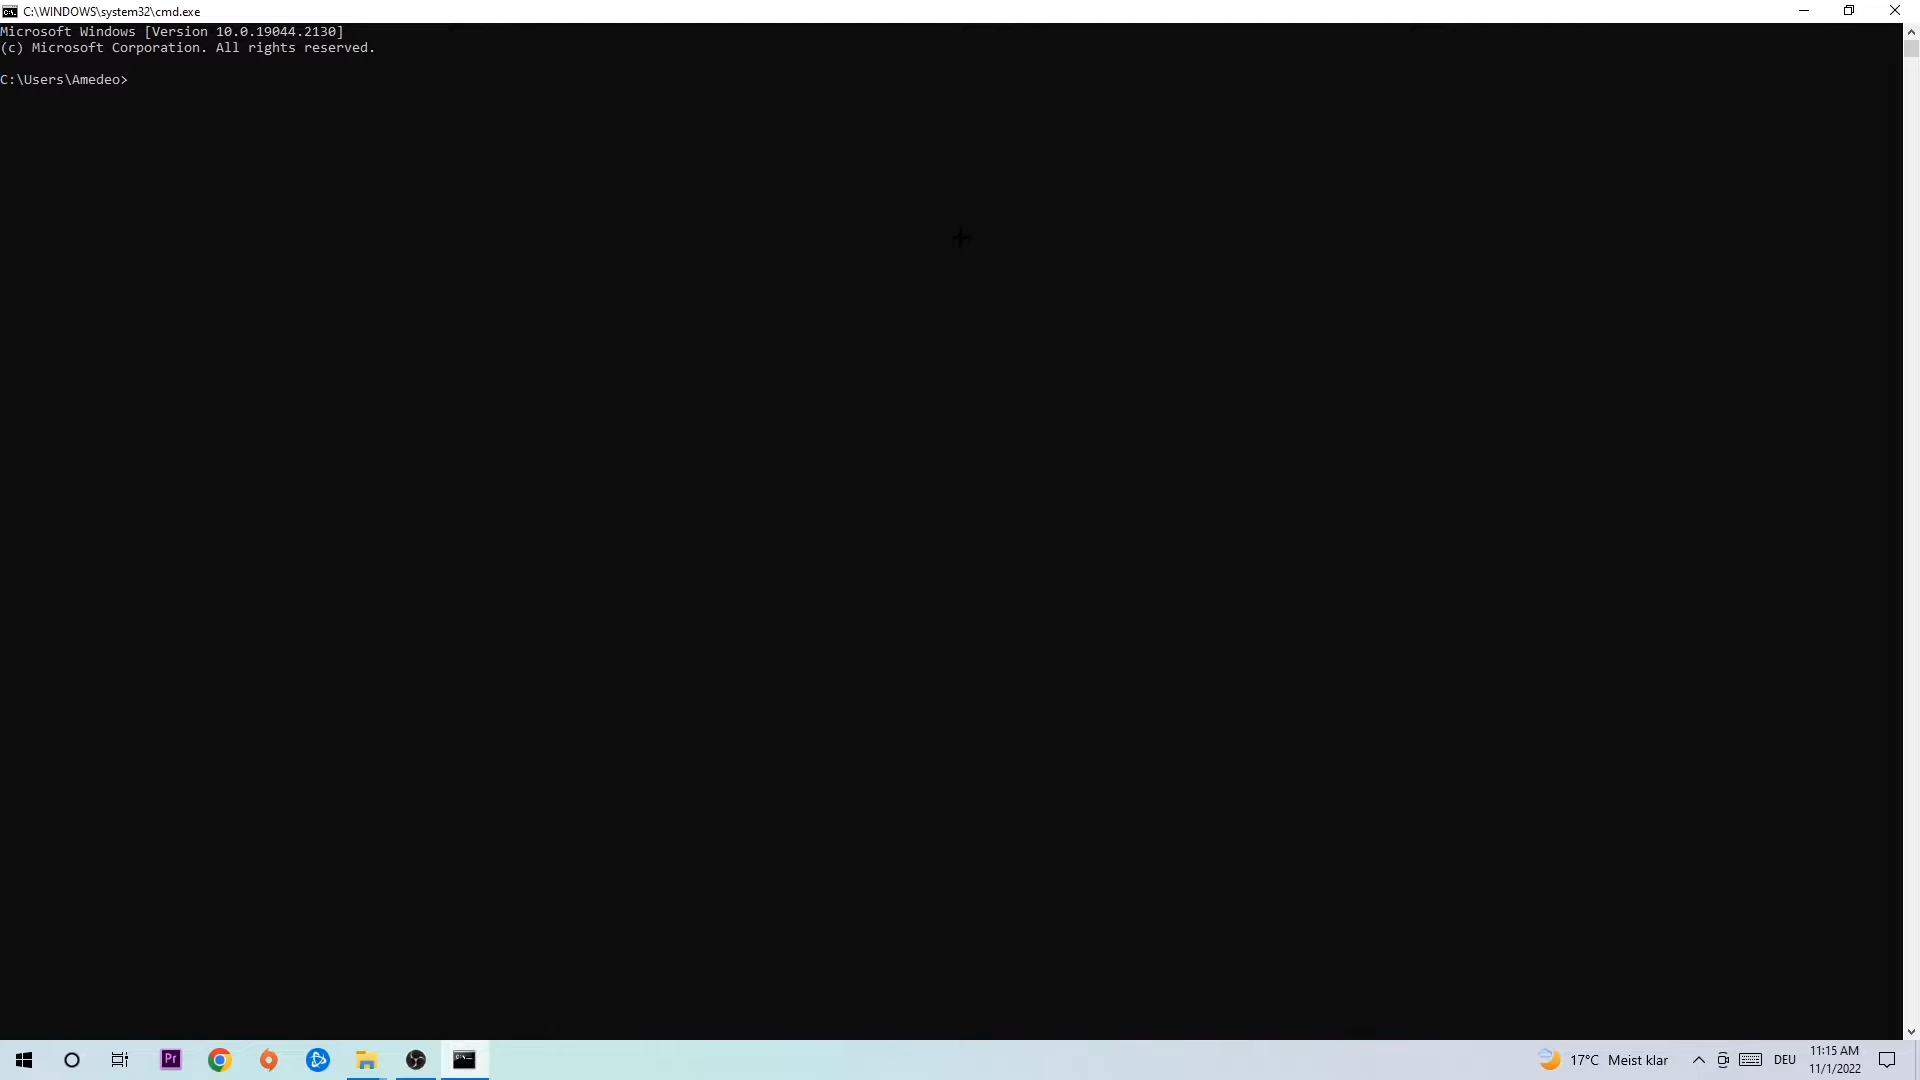 C:\WINDOWS\system32\cmd.exe
Microsoft Windows [Version 10.0.19044.2130]
(c) Microsoft Corporation. All rights reserved.
C:\Users\Amedeo>
Pr
17°C Meist klar
DEU
11:15 AM
11/1/2022